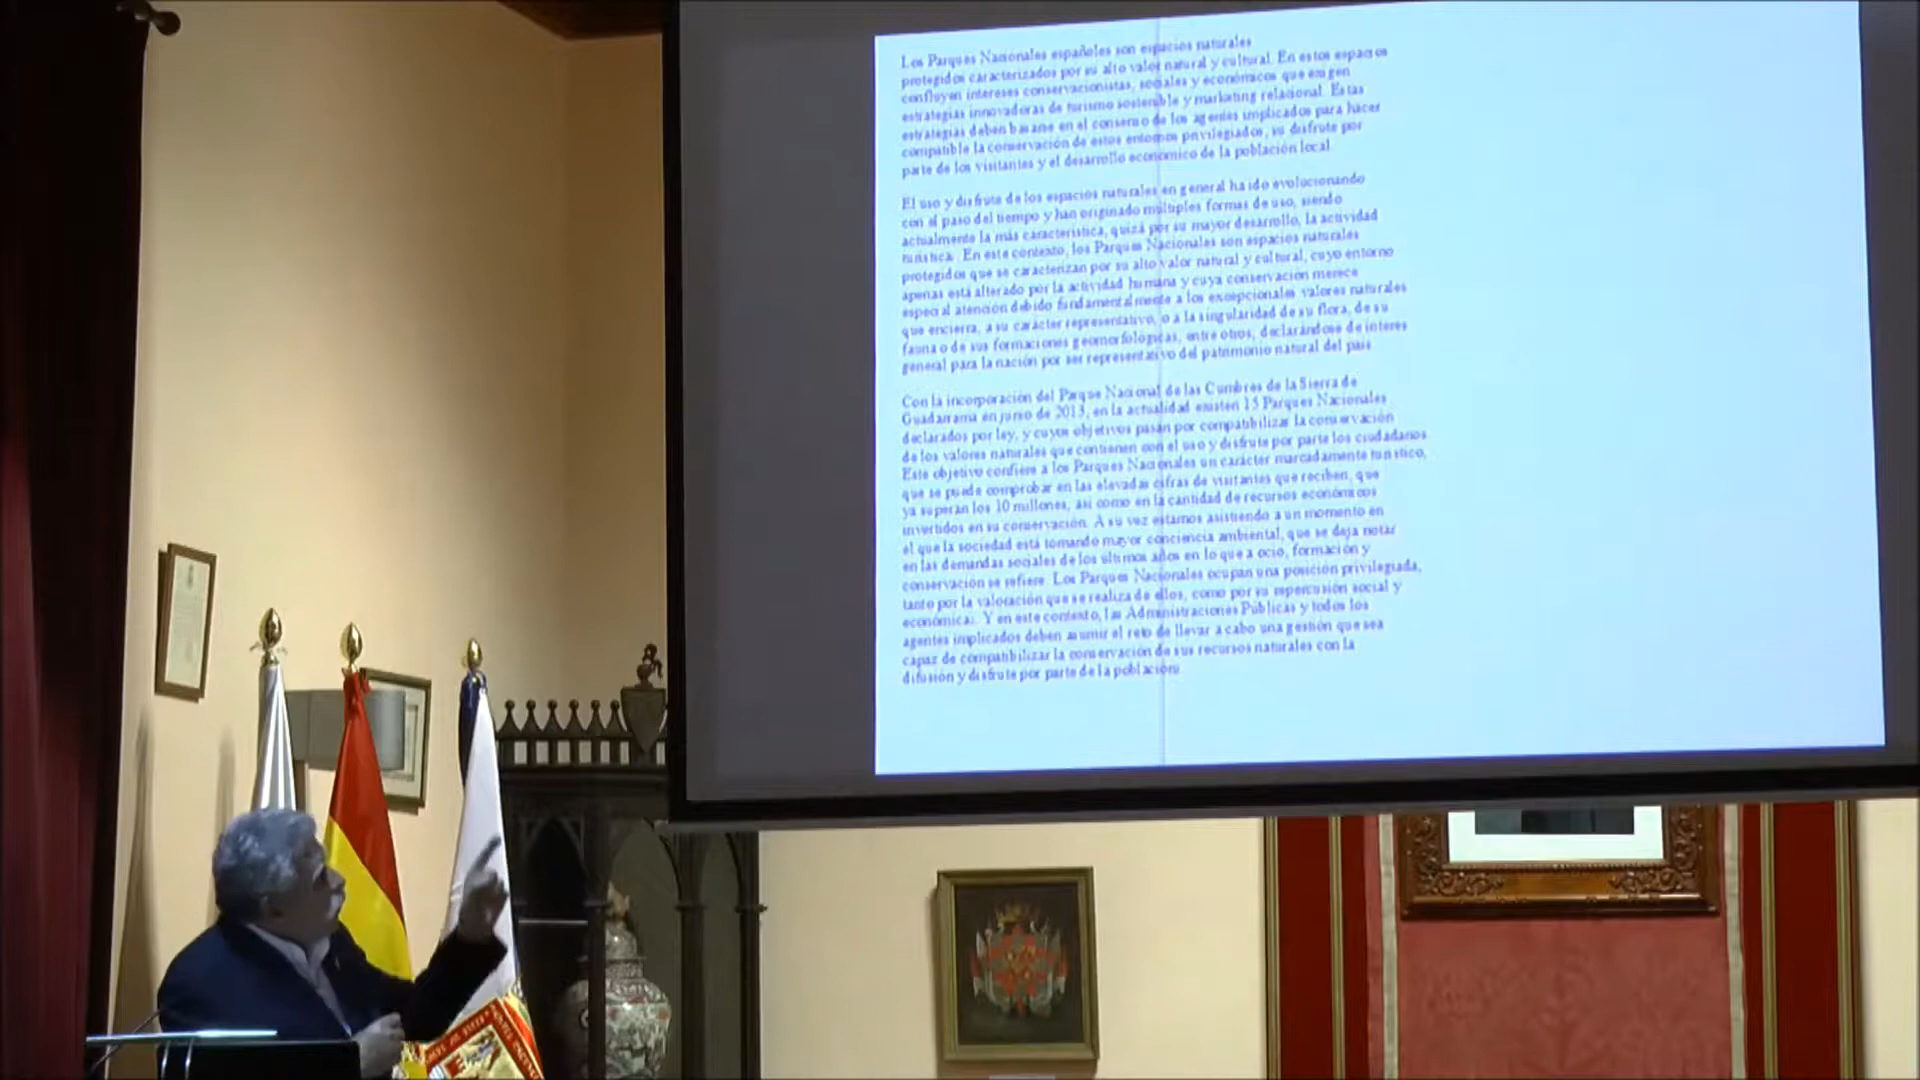 Los Parques Nacionales españoles son espacios naturales
protegidos caracterizados por su alto valor natural y cultural. En estos espacios
confluyen intereses conservacionistas, sociales y económicos que exigen
estrategias innovadoras de turismo sostenible y marketing relacional. Estas
estrategias deben basarse en el consenso de los agentes implicados para hacer
compatible la conservación de estos entornos privilegiados, su disfrute por
parte de los visitantes y el desarrollo económico de la población local
El uso y disfrute de los espacios naturales en general ha ido evolucionando
con el paso del tiempo y han originado múltiples formas de uso, siendo
actualmente la más característica, quizá por su mayor desarrollo, la actividad
turística. En este contexto, los Parques Nacionales son espacios naturales
protegidos que se caracterizan por su alto valor natural y cultural, cuyo entorno
apenas está alterado por la actividad humana y cuya conservación merece
especial atención debido fundamentalmente a los excepcionales valores naturales
que encierra, a su carácter representativo, o a la singularidad de su flora, de su
fauna o de sus formaciones geomorfológicas, entre otros, declarándose de interés
general para la nación por ser representativo del patrimonio natural del país
Con la incorporación del Parque Nacional de las Cumbres de la Sierra de
Guadarrama en junio de 2013, en la actualidad existen 15 Parques Nacionales
declarados por ley, y cuyos objetivos pasan por compatibilizar la conservación
de los valores naturales que contienen con el uso y disfrute por parte los ciudadanos.
Este objetivo confiere a los Parques Nacionales un carácter marcadamente turístico,
que se puede comprobar en las elevadas cifras de visitantes que reciben, que
ya superan los 10 millones, así como en la cantidad de recursos económicos
invertidos en su conservación. A su vez estamos asistiendo a un momento en
el que la sociedad está tomando mayor conciencia ambiental, que se deja notar
en las demandas sociales de los últimos años en lo que a ocio, formación y
conservación se refiere. Los Parques Nacionales ocupan una posición privilegiada,
tanto por la valoración que se realiza de ellos, como por su repercusión social y
económica. Y en este contexto, las Administraciones Públicas y todos los
agentes implicados deben asumir el reto de llevar a cabo una gestión que sea
capaz de compatibilizar la conservación de sus recursos naturales con la
difusión y disfrute por parte de la población